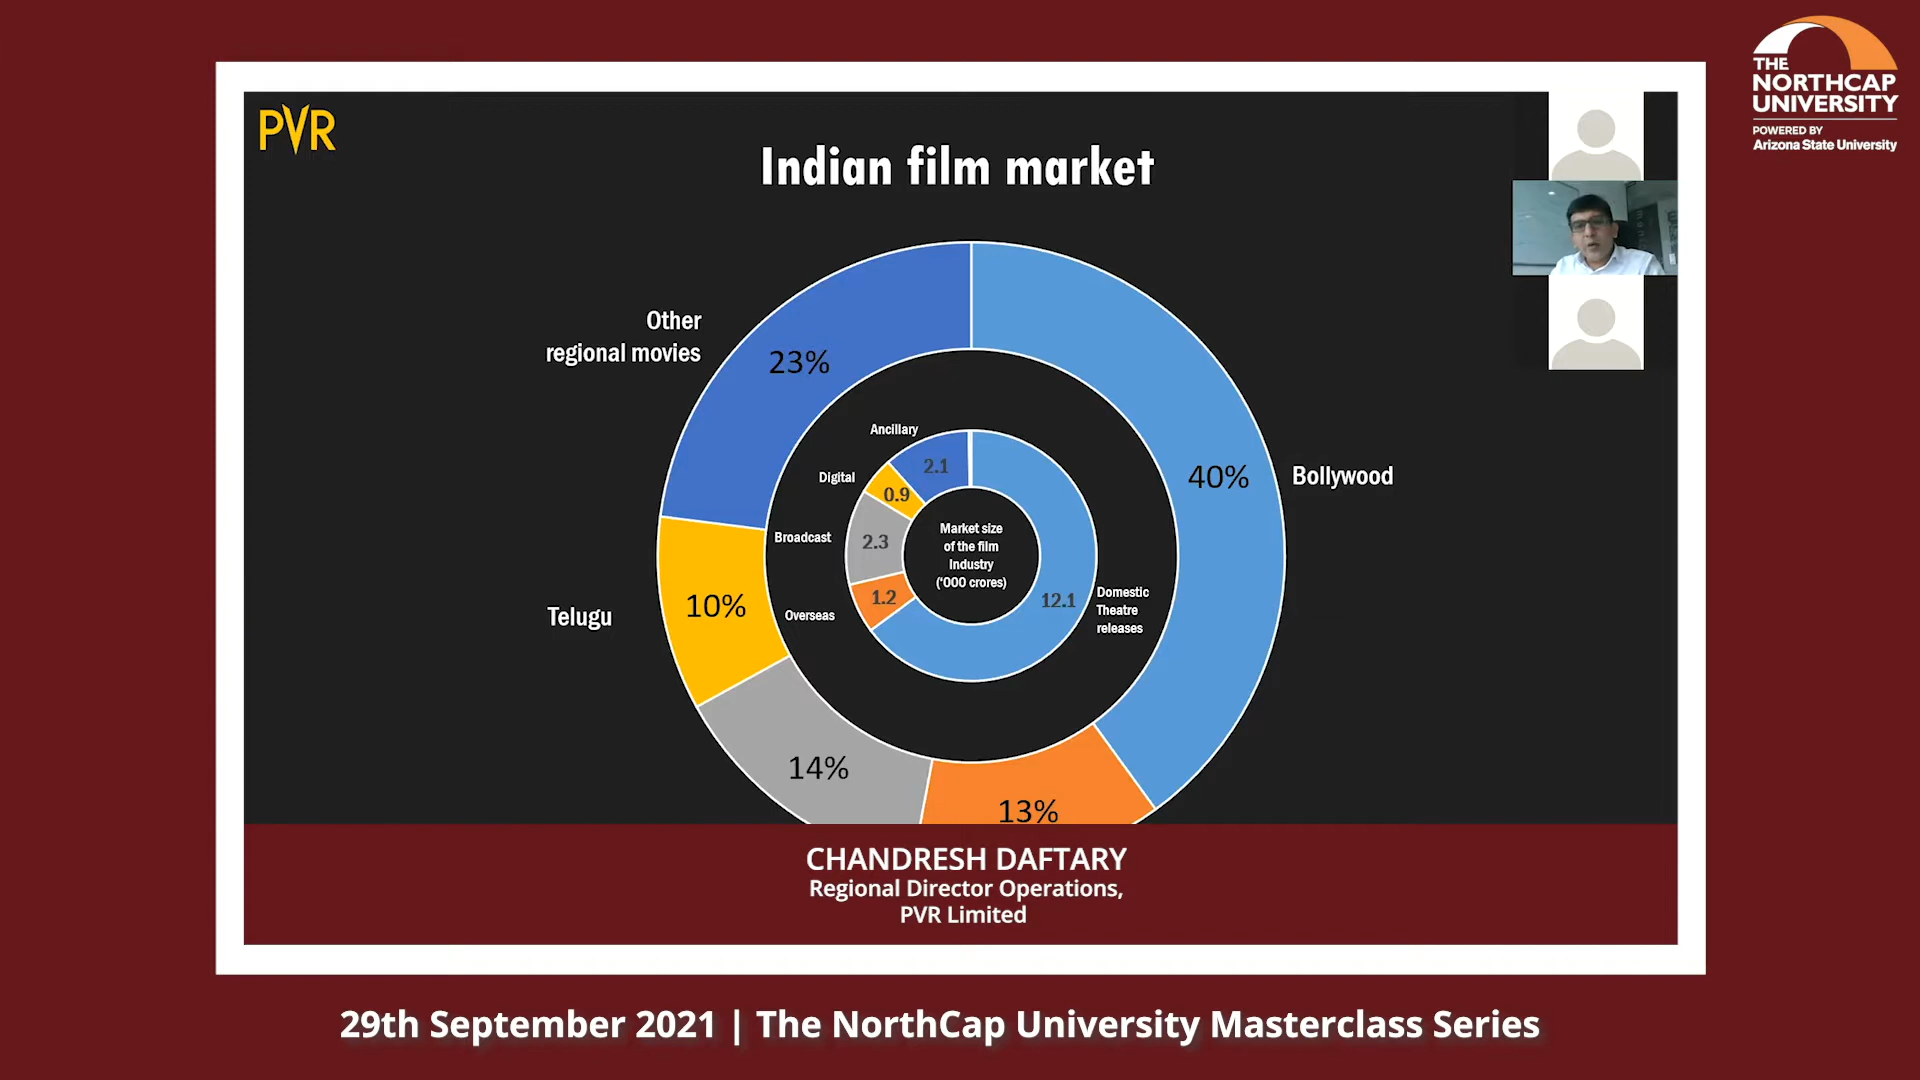 THE
NORTHCAP
UNIVERSITY
POWERED BY
Arizona State University
PVR
Indian film market
Other
regional movies
23%
40%
Bollywood
Telugu
10%
14%
13%
Ancillary
2.1
Digital
0.9
Broadcast
2.3
Overseas
1.2
Market size
of the film
Industry
('000 crores)
12.1
Domestic
Theatre
releases
CHANDRESH DAFTARY
Regional Director Operations,
PVR Limited
29th September 2021 | The NorthCap University Masterclass Series